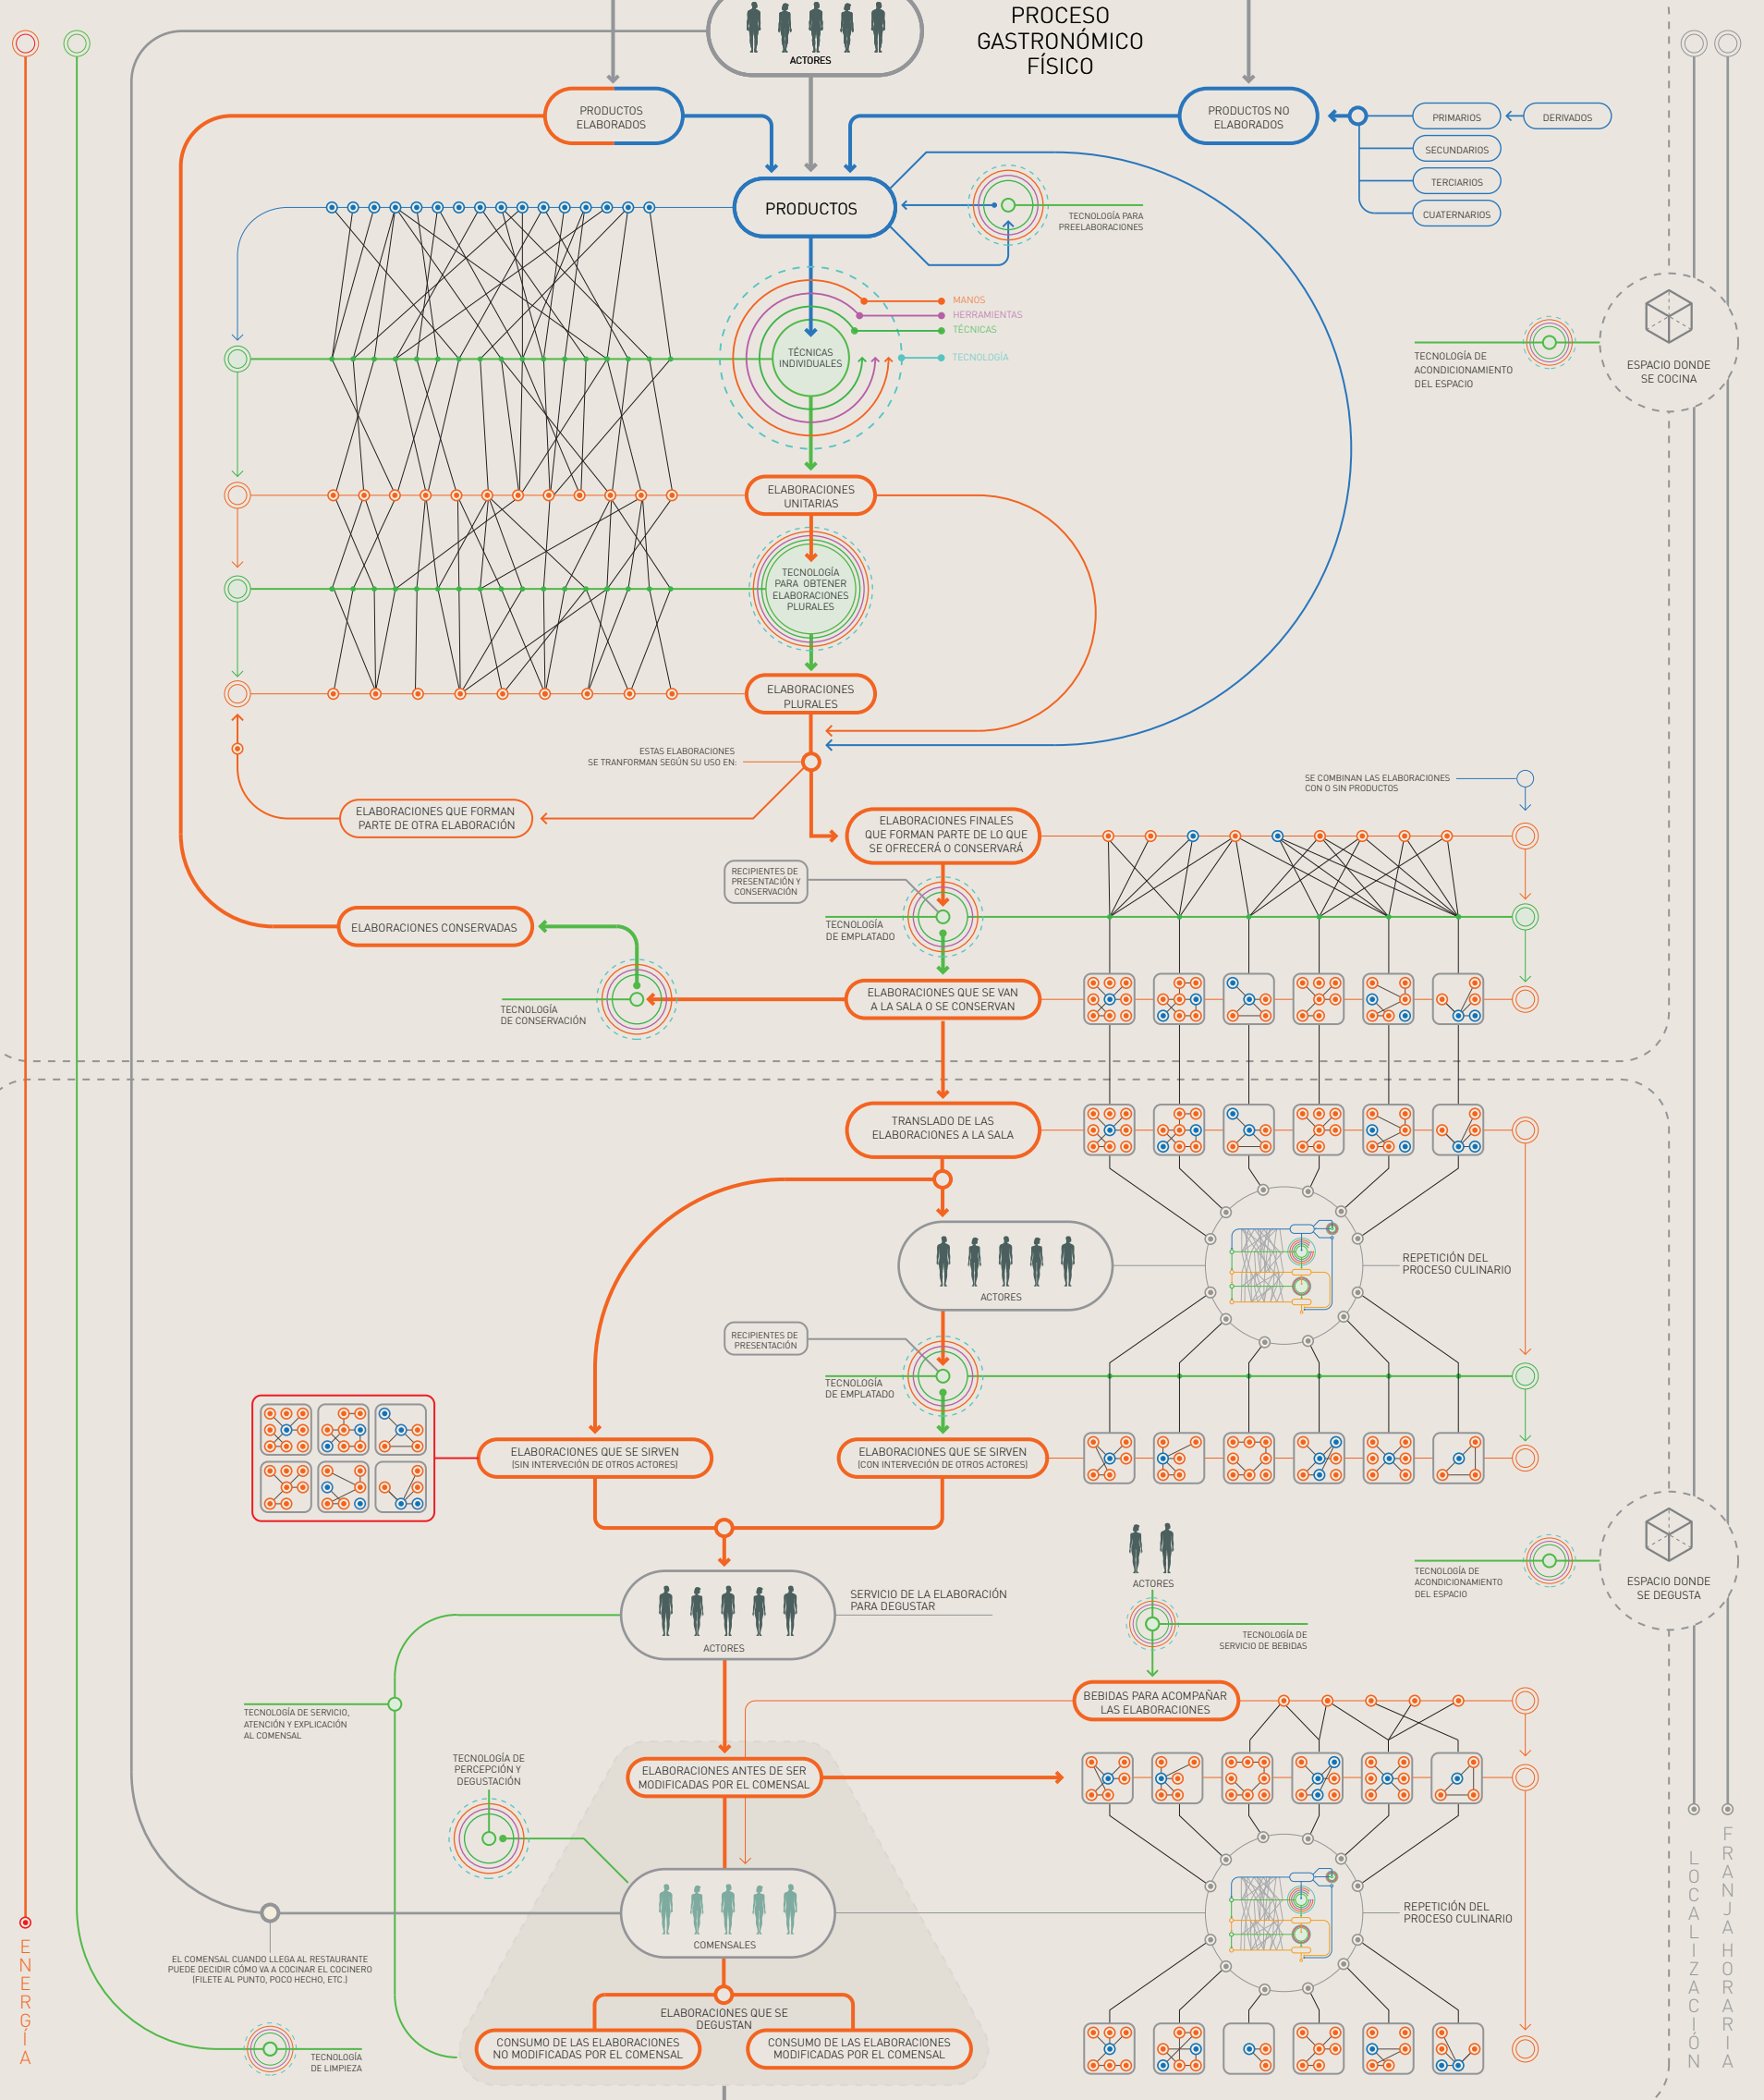 PROCESO
GASTRONÓMICO
FÍSICO
ACTORES
PRODUCTOS
ELABORADOS
PRODUCTOS NO
ELABORADOS
PRIMARIOS
DERIVADOS
SECUNDARIOS
TERCIARIOS
CUATERNARIOS
PRODUCTOS
TECNOLOGÍA PARA
PREELABORACIONES
MANOS
HERRAMIENTAS
TÉCNICAS
TECNOLOGÍA
TÉCNICAS
INDIVIDUALES
TECNOLOGÍA DE
ACONDICIONAMIENTO
DEL ESPACIO
ESPACIO DONDE
SE COCINA
ELABORACIONES
UNITARIAS
TECNOLOGÍA
PARA OBTENER
ELABORACIONES
PLURALES
ELABORACIONES
PLURALES
ESTAS ELABORACIONES
SE TRANFORMAN SEGÚN SU USO EN:
SE COMBINAN LAS ELABORACIONES
CON O SIN PRODUCTOS
ELABORACIONES QUE FORMAN
PARTE DE OTRA ELABORACIÓN
ELABORACIONES FINALES
QUE FORMAN PARTE DE LO QUE
SE OFRECERÁ O CONSERVARÁ
RECIPIENTES DE
PRESENTACIÓN Y
CONSERVACIÓN
TECNOLOGÍA
DE EMPLATADO
ELABORACIONES CONSERVADAS
TECNOLOGÍA
DE CONSERVACIÓN
ELABORACIONES QUE SE VAN
A LA SALA O SE CONSERVAN
TRANSLADO DE LAS
ELABORACIONES A LA SALA
ACTORES
REPETICIÓN DEL
PROCESO CULINARIO
RECIPIENTES DE
PRESENTACIÓN
TECNOLOGÍA
DE EMPLATADO
ELABORACIONES QUE SE SIRVEN
(SIN INTERVECIÓN DE OTROS ACTORES)
ELABORACIONES QUE SE SIRVEN
(CON INTERVECIÓN DE OTROS ACTORES)
ACTORES
SERVICIO DE LA ELABORACIÓN
PARA DEGUSTAR
ACTORES
TECNOLOGÍA DE
SERVICIO DE BEBIDAS
TECNOLOGÍA DE
ACONDICIONAMIENTO
DEL ESPACIO
ESPACIO DONDE
SE DEGUSTA
BEBIDAS PARA ACOMPAÑAR
LAS ELABORACIONES
TECNOLOGÍA DE SERVICIO,
ATENCIÓN Y EXPLICACIÓN
AL COMENSAL
TECNOLOGÍA DE
PERCEPCIÓN Y
DEGUSTACIÓN
ELABORACIONES ANTES DE SER
MODIFICADAS POR EL COMENSAL
COMENSALES
REPETICIÓN DEL
PROCESO CULINARIO
EL COMENSAL CUANDO LLEGA AL RESTAURANTE
PUEDE DECIDIR CÓMO VA A COCINAR EL COCINERO
(FILETE AL PUNTO, POCO HECHO, ETC.)
ELABORACIONES QUE SE
DEGUSTAN
CONSUMO DE LAS ELABORACIONES
NO MODIFICADAS POR EL COMENSAL
CONSUMO DE LAS ELABORACIONES
MODIFICADAS POR EL COMENSAL
TECNOLOGÍA
DE LIMPIEZA
ENERGÍA
LOCALIZACIÓN
FRANJA HORARIA